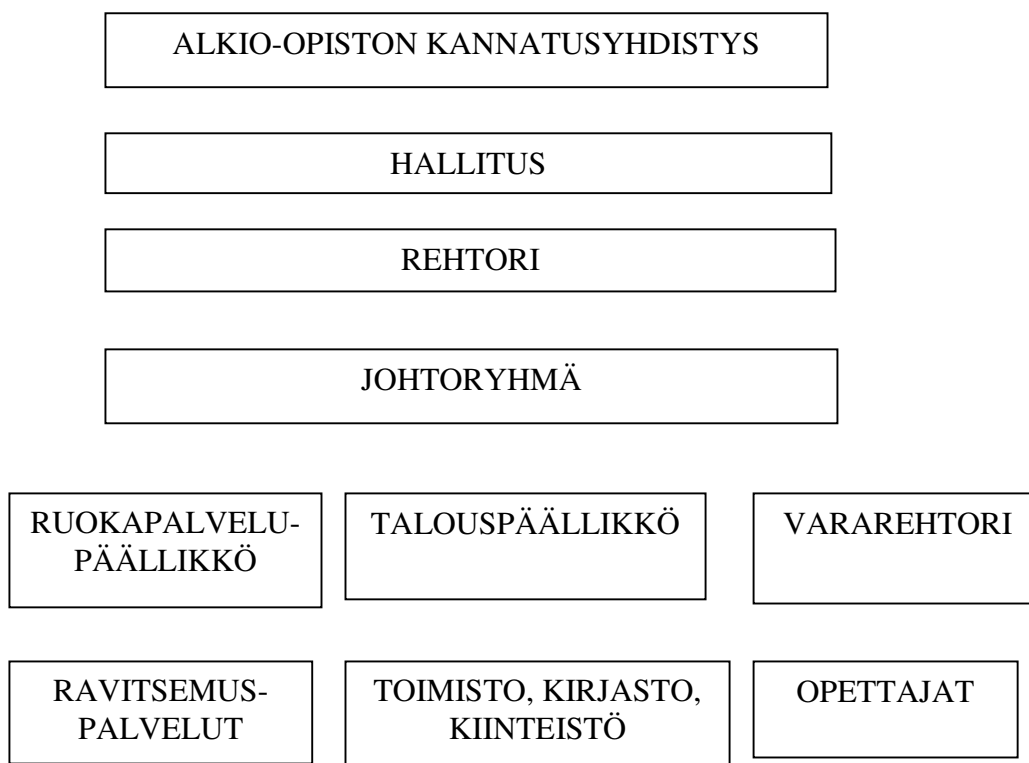 ALKIO-OPISTON KANNATUSYHDISTYS
HALLITUS
REHTORI
JOHTORYHMÄ
RUOKAPALVELU-
PÄÄLLIKKÖ
TALOUSPÄÄLLIKKÖ
VARAREHTORI
RAVITSEMUS-
PALVELUT
TOIMISTO, KIRJASTO,
KIINTEISTÖ
OPETTAJAT